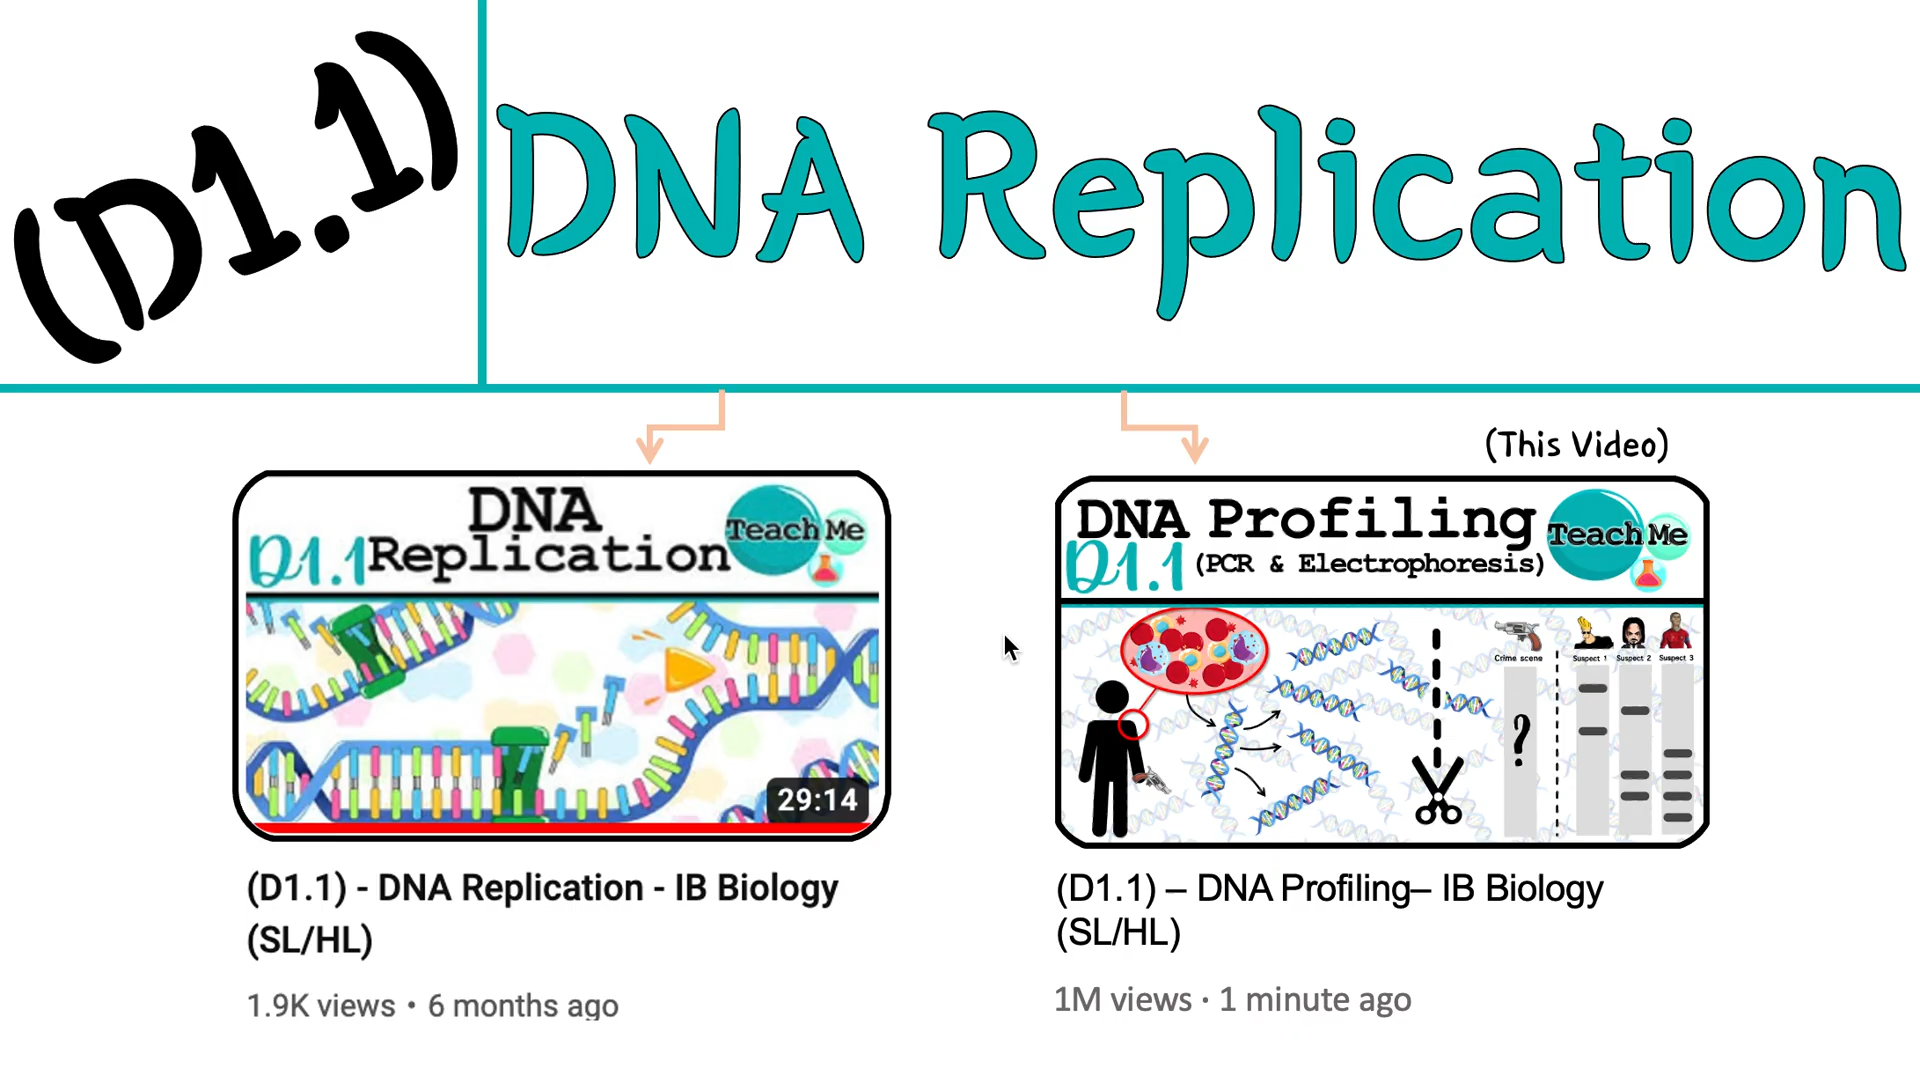 (D1.1)
DNA Replication
(This Video)
DNA
D1.1 Replication
Teach Me
29:14
(D1.1) - DNA Replication - IB Biology
(SL/HL)
1.9K views • 6 months ago
DNA Profiling
D1.1 (PCR & Electrophoresis)
Teach Me
Crime scene
Suspect 1
Suspect 2
Suspect 3
?
(D1.1) – DNA Profiling– IB Biology
(SL/HL)
1M views · 1 minute ago